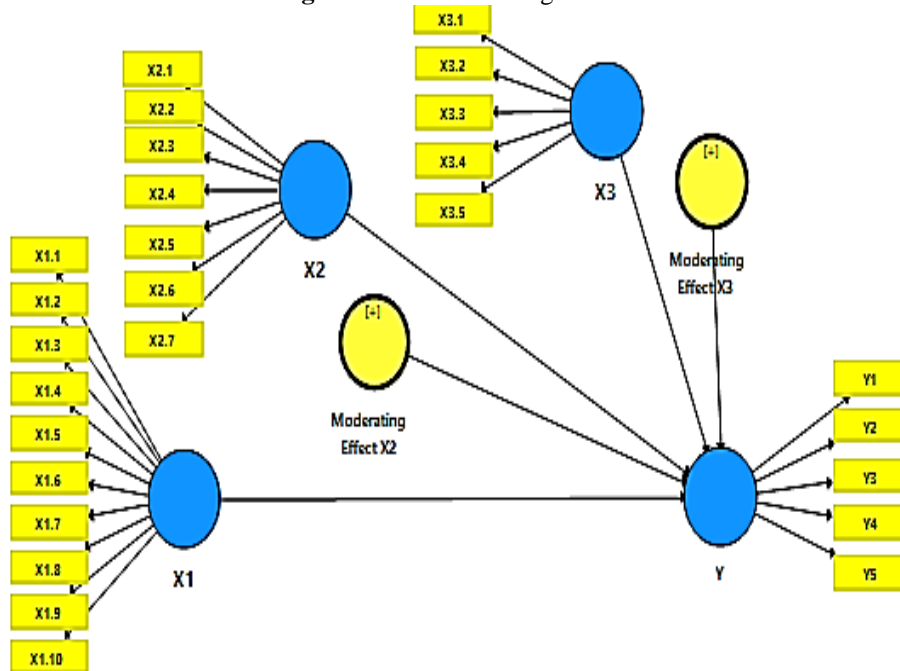 X3.1
X3.2
X3.3
X3.4
X3.5
X3
[+]
Moderating
Effect X3
X2.1
X2.2
X2.3
X2.4
X2.5
X2.6
X2.7
X2
[+]
Moderating
Effect X2
X1.1
X1.2
X1.3
X1.4
X1.5
X1.6
X1.7
X1.8
X1.9
X1.10
X1
Y
Y1
Y2
Y3
Y4
Y5